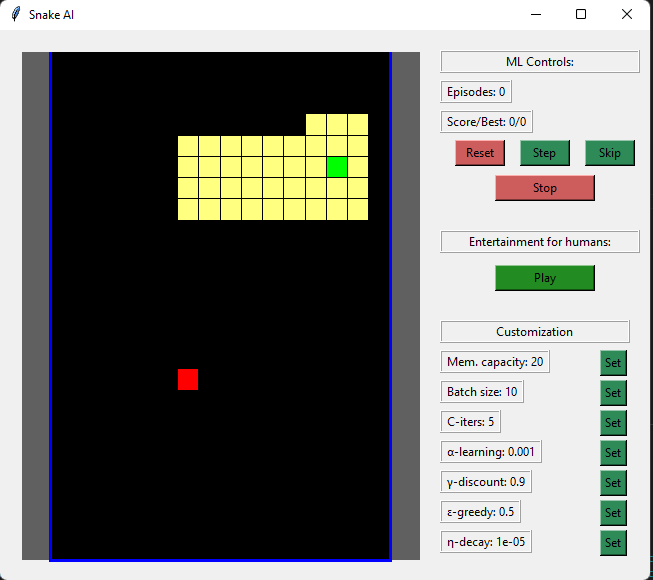 Snake AI
ML Controls:
Episodes: 0
Score/Best: 0/0
Reset Step Skip
Stop
Entertainment for humans:
Play
Customization
Mem. capacity: 20 Set
Batch size: 10 Set
C-iters: 5 Set
α-learning: 0.001 Set
γ-discount: 0.9 Set
ε-greedy: 0.5 Set
η-decay: 1e-05 Set